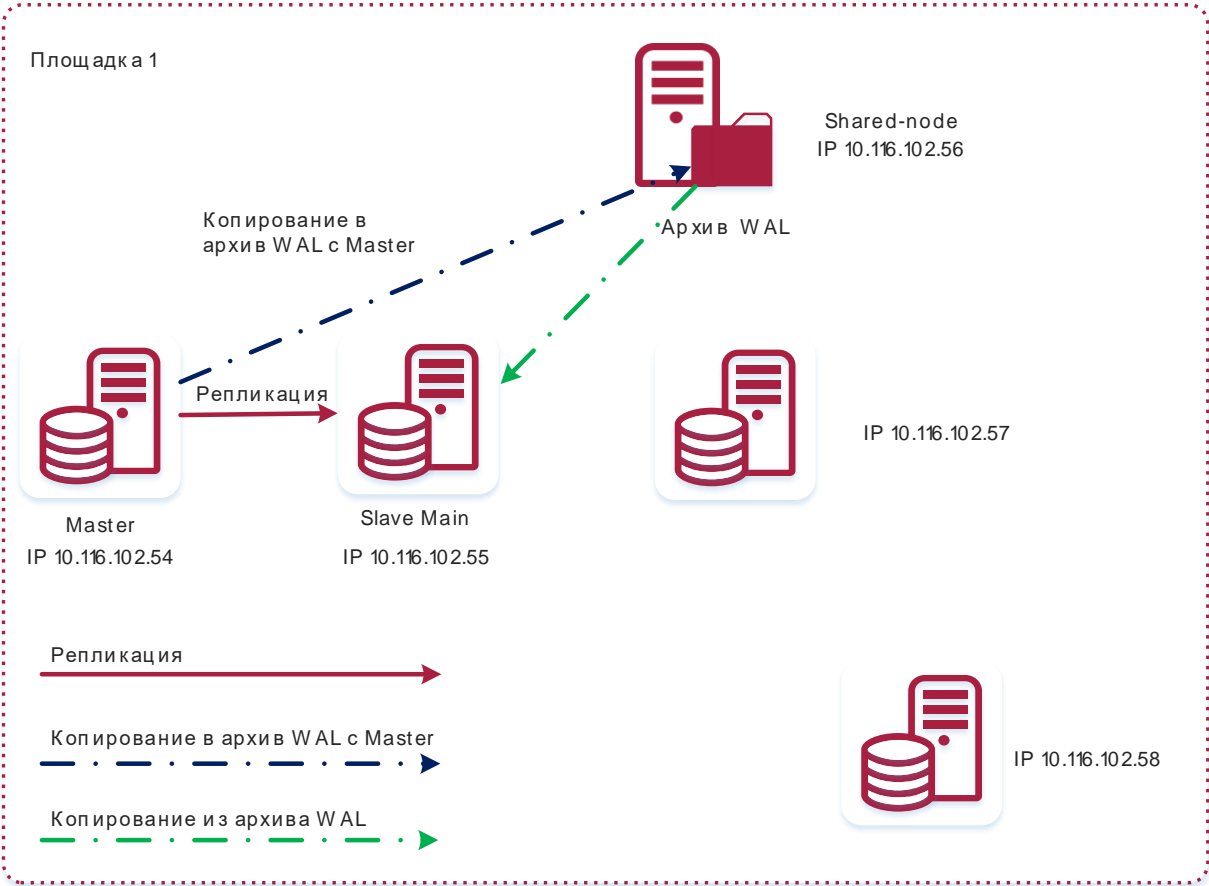 Площадка 1
Shared-node
IP 10.116.102.56
Копирование в
архив WAL с Master
Архив WAL
Репликация
IP 10.116.102.57
Master
IP 10.116.102.54
Slave Main
IP 10.116.102.55
Репликация
Копирование в архив WAL с Master
IP 10.116.102.58
Копирование из архива WAL